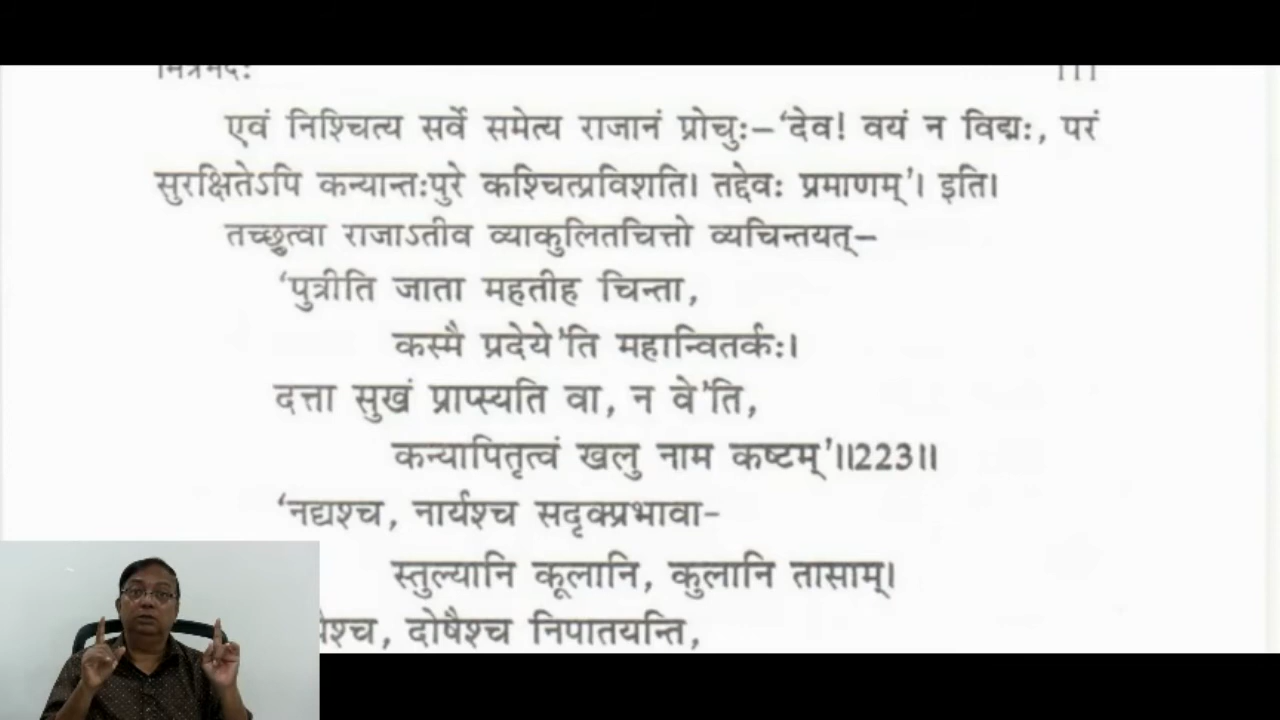 एवं निश्चित्य सर्वे समेत्य राजानं प्रोचुः–‘देव! वयं न विद्मः, परं
सुरक्षितेऽपि कन्यान्तःपुरे कश्चित्प्रविशति। तद्देवः प्रमाणम्’। इति।
तच्छ्रुत्वा राजाऽतीव व्याकुलितचित्तो व्यचिन्तयत्–
‘पुत्रीति जाता महतीह चिन्ता,
कस्मै प्रदेये’ति महान्वितर्कः।
दत्ता सुखं प्राप्स्यति वा, न वे’ति,
कन्यापितृत्वं खलु नाम कष्टम्’।।223।।
‘नद्यश्च, नार्यश्च सदृक्प्रभावा-
स्तुल्यानि कूलानि, कुलानि तासाम्।
दोषैश्च निपातयन्ति,